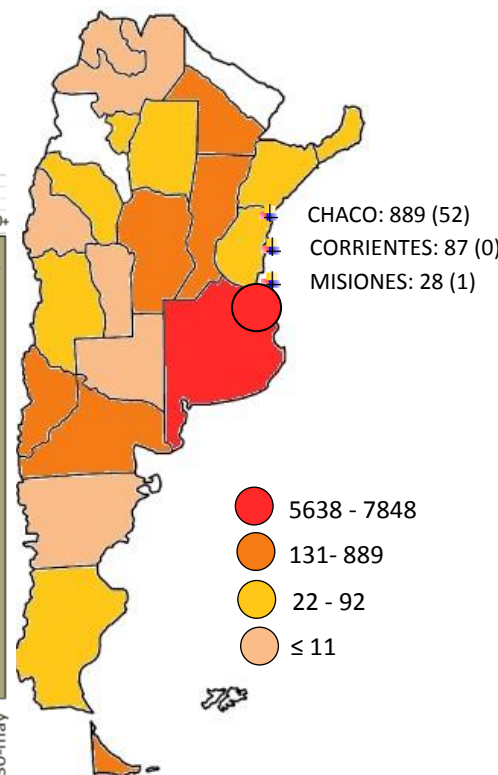 CHACO: 889 (52)
CORRIENTES: 87 (0)
MISIONES: 28 (1)
5638 - 7848
131- 889
22 - 92
≤ 11